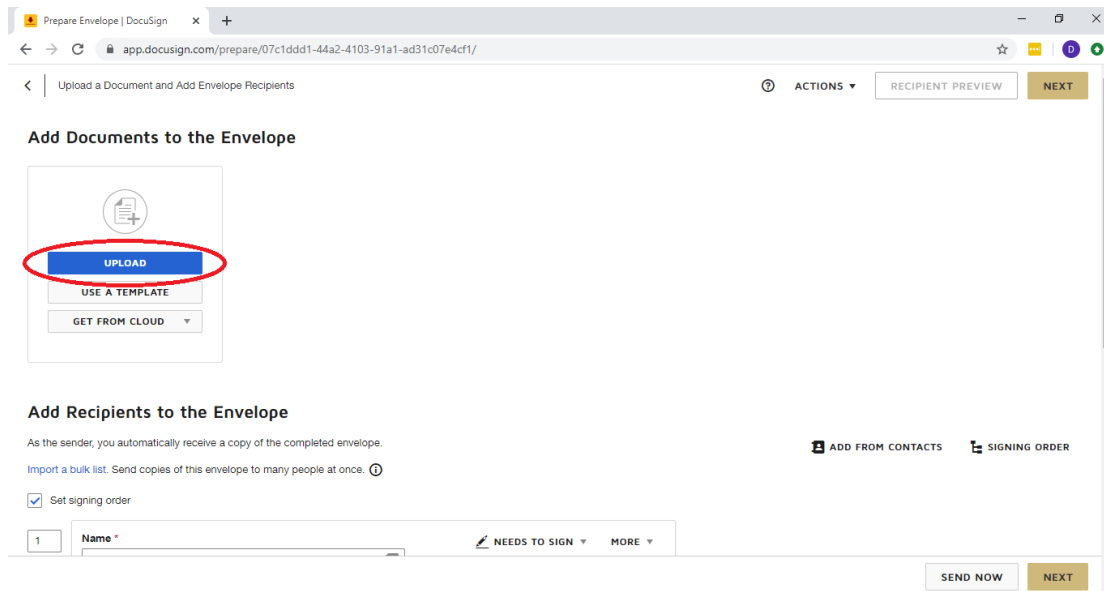 Prepare Envelope | DocuSign
app.docusign.com/prepare/07c1ddd1-44a2-4103-91a1-ad31c07e4cf1/
D
Upload a Document and Add Envelope Recipients
ACTIONS
RECIPIENT PREVIEW
NEXT
Add Documents to the Envelope
UPLOAD
USE A TEMPLATE
GET FROM CLOUD
Add Recipients to the Envelope
As the sender, you automatically receive a copy of the completed envelope.
ADD FROM CONTACTS
SIGNING ORDER
Import a bulk list. Send copies of this envelope to many people at once.
Set signing order
1
Name *
NEEDS TO SIGN
MORE
SEND NOW
NEXT